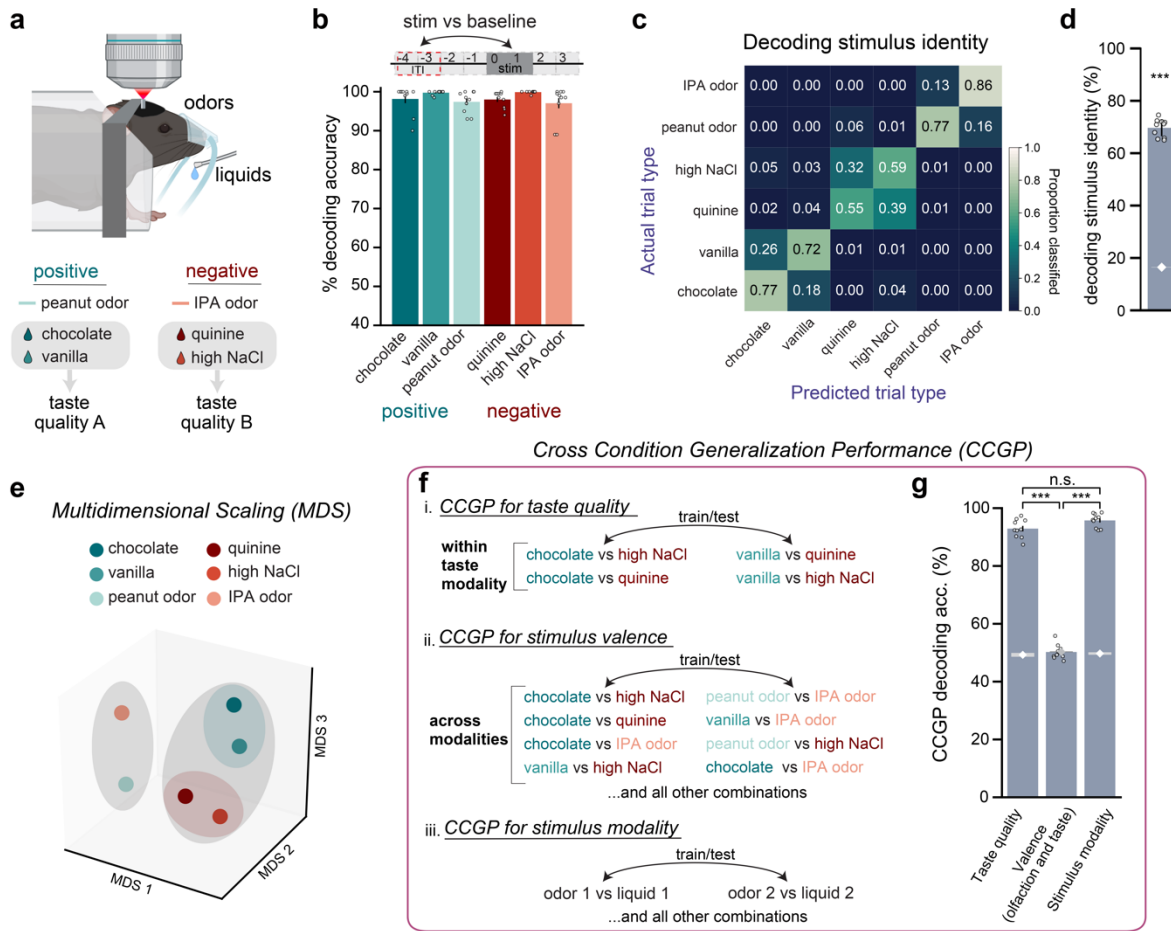 a
odors
liquids
positive
negative
peanut odor
IPA odor
chocolate
quinine
vanilla
high NaCl
taste
quality A
taste
quality B
b
stim vs baseline
-4 -3 -2 -1 0 1 2 3
ITI stim
% decoding accuracy
100
90
80
70
60
50
40
chocolate
vanilla
peanut odor
quinine
high NaCl
IPA odor
positive negative
c
Decoding stimulus identity
Actual trial type
IPA odor 0.00 0.00 0.00 0.00 0.13 0.86
peanut odor 0.00 0.00 0.06 0.01 0.77 0.16
high NaCl 0.05 0.03 0.32 0.59 0.01 0.00
quinine 0.02 0.04 0.55 0.39 0.01 0.00
vanilla 0.26 0.72 0.01 0.01 0.00 0.00
chocolate 0.77 0.18 0.00 0.04 0.00 0.00
chocolate
vanilla
quinine
high NaCl
peanut odor
IPA odor
Predicted trial type
1.0
0.8
0.6
0.4
0.2
0.0
Proportion classified
d
decoding stimulus identity (%)
100
80
60
40
20
0
***
e
Multidimensional Scaling (MDS)
chocolate
quinine
vanilla
high NaCl
peanut odor
IPA odor
MDS 1
MDS 2
MDS 3
Cross Condition Generalization Performance (CCGP)
f
i. CCGP for taste quality
train/test
within
taste
modality
chocolate vs high NaCl vanilla vs quinine
chocolate vs quinine vanilla vs high NaCl
ii. CCGP for stimulus valence
train/test
across
modalities
chocolate vs high NaCl peanut odor vs IPA odor
chocolate vs quinine vanilla vs IPA odor
chocolate vs IPA odor peanut odor vs high NaCl
vanilla vs high NaCl chocolate vs IPA odor
...and all other combinations
iii. CCGP for stimulus modality
train/test
odor 1 vs liquid 1 odor 2 vs liquid 2
...and all other combinations
g
n.s.
*** ***
CCGP decoding acc. (%)
100
80
60
40
20
0
Taste quality
Valence
(olfaction and taste)
Stimulus modality